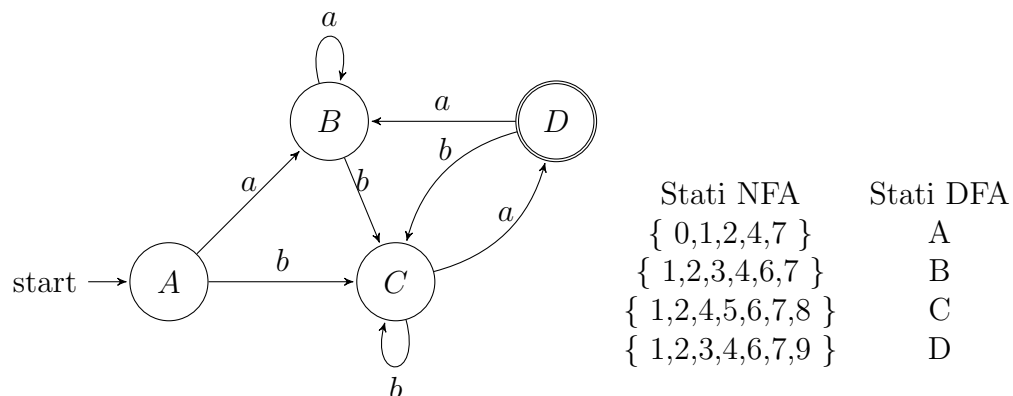 a
B
a
D
b
a
b
a
start
A
b
C
b
Stati NFA Stati DFA
{ 0,1,2,4,7 } A
{ 1,2,3,4,6,7 } B
{ 1,2,4,5,6,7,8 } C
{ 1,2,3,4,6,7,9 } D